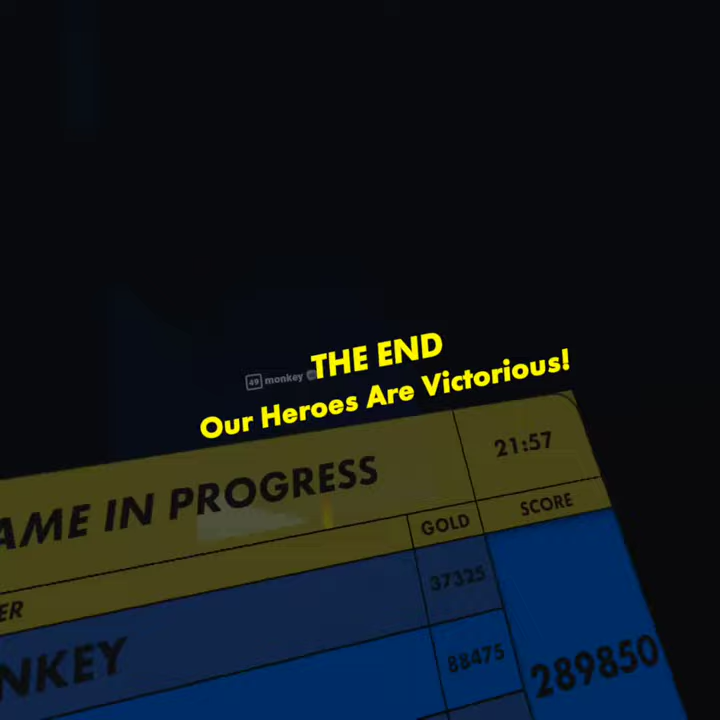 THE END
49 monkey
Our Heroes Are Victorious!
AME IN PROGRESS
21:57
GOLD
SCORE
ER
37325
NKEY
88475
289850